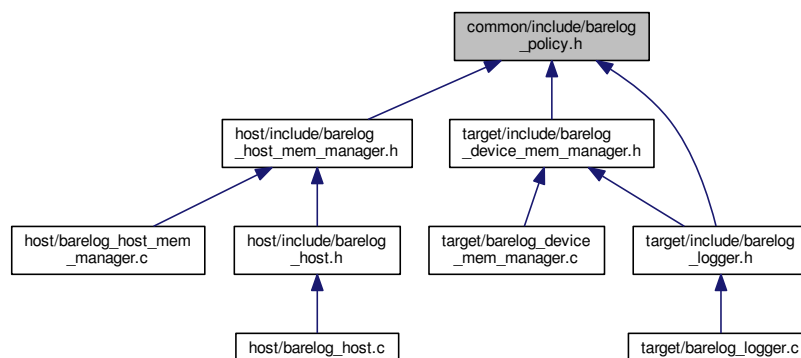 common/include/barelog
_policy.h
host/include/barelog
_host_mem_manager.h
target/include/barelog
_device_mem_manager.h
host/barelog_host_mem
_manager.c
host/include/barelog
_host.h
target/barelog_device
_mem_manager.c
target/include/barelog
_logger.h
host/barelog_host.c
target/barelog_logger.c